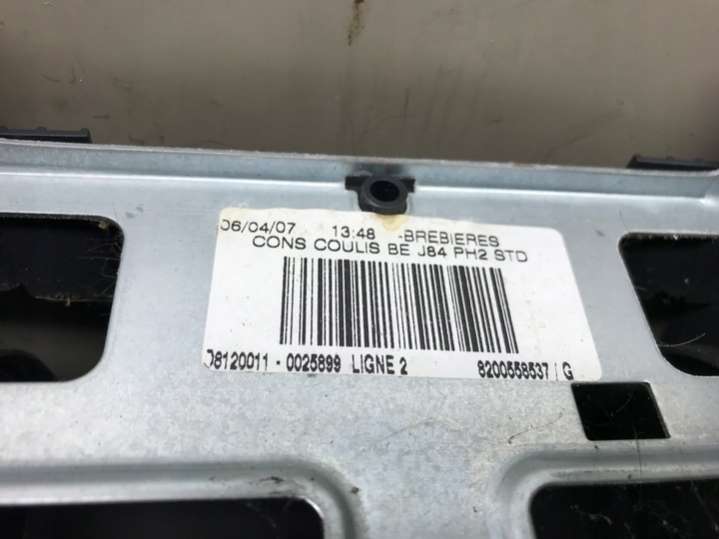 06/04/07 13:48 -BREBIERES
CONS COULIS BE J84 PH2 STD
08120011 - 0025899 LIGNE 2 8200558537 / G